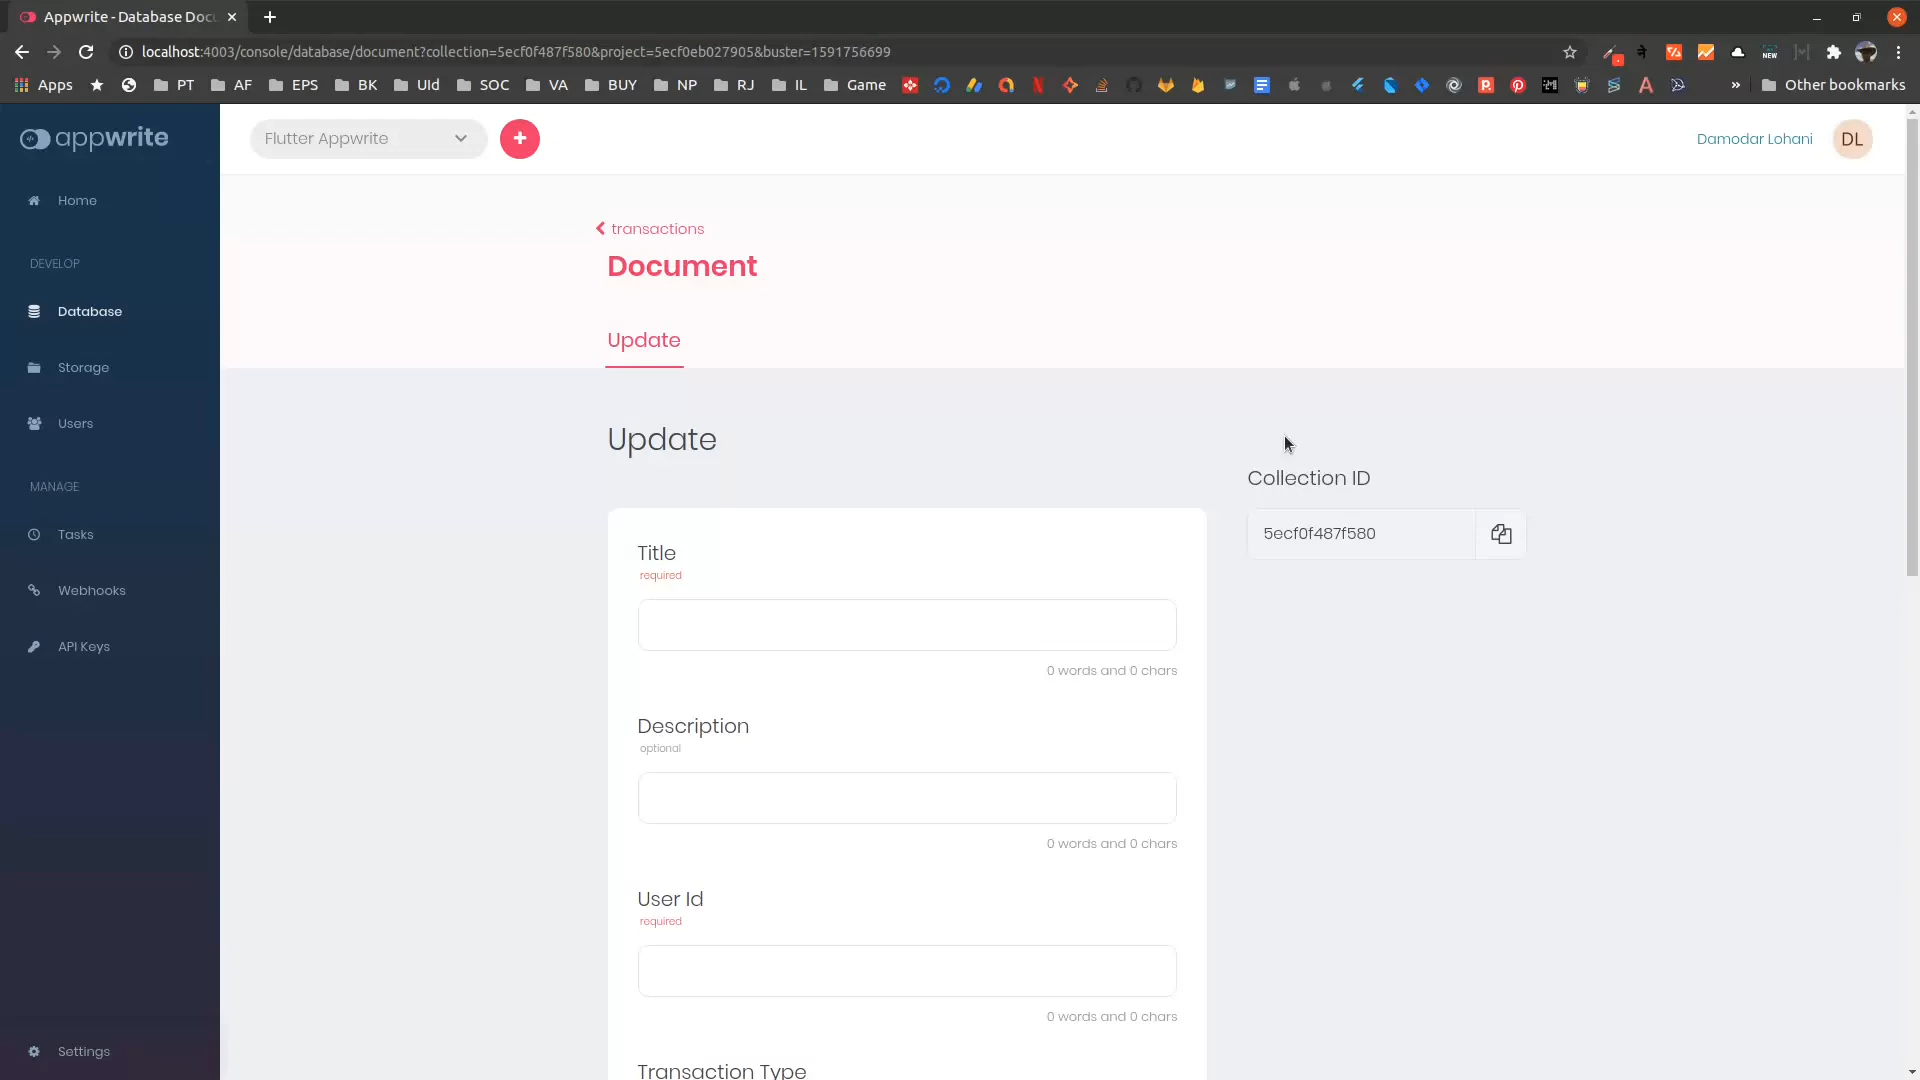 Appwrite - Database Docu
localhost:4003/console/database/document?collection=5ecf0f487f580&project=5ecf0eb027905&buster=1591756699
NEW
Apps PT AF EPS BK UId SOC VA BUY NP RJ IL Game » Other bookmarks
appwrite
Flutter Appwrite
Damodar Lohani DL
Home
DEVELOP
Database
Storage
Users
MANAGE
Tasks
Webhooks
API Keys
Settings
transactions
Document
Update
Update
Collection ID
5ecf0f487f580
Title
required
0 words and 0 chars
Description
optional
0 words and 0 chars
User Id
required
0 words and 0 chars
Transaction Type